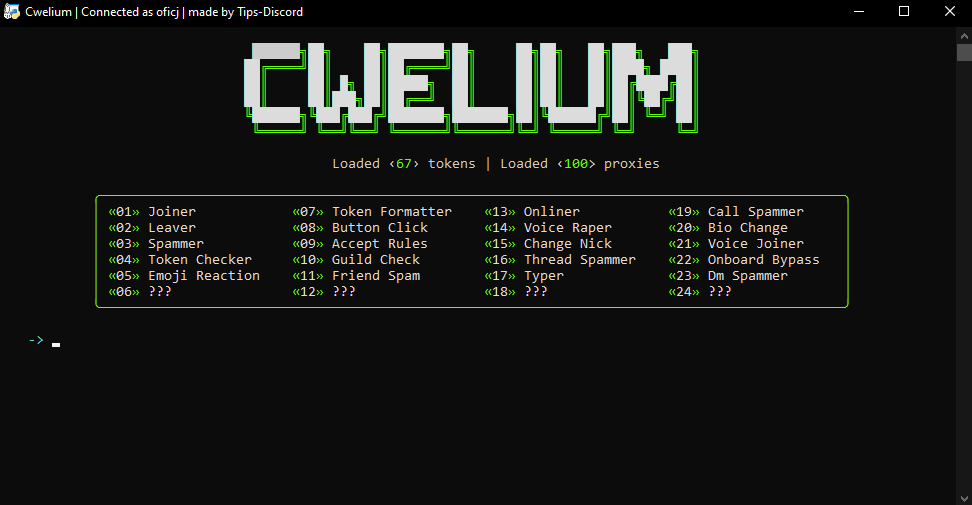 Cwelium | Connected as oficj | made by Tips-Discord
CWELIUM
Loaded <67> tokens | Loaded <100> proxies
«01» Joiner «07» Token Formatter «13» Onliner «19» Call Spammer
«02» Leaver «08» Button Click «14» Voice Raper «20» Bio Change
«03» Spammer «09» Accept Rules «15» Change Nick «21» Voice Joiner
«04» Token Checker «10» Guild Check «16» Thread Spammer «22» Onboard Bypass
«05» Emoji Reaction «11» Friend Spam «17» Typer «23» Dm Spammer
«06» ??? «12» ??? «18» ??? «24» ???
-> _